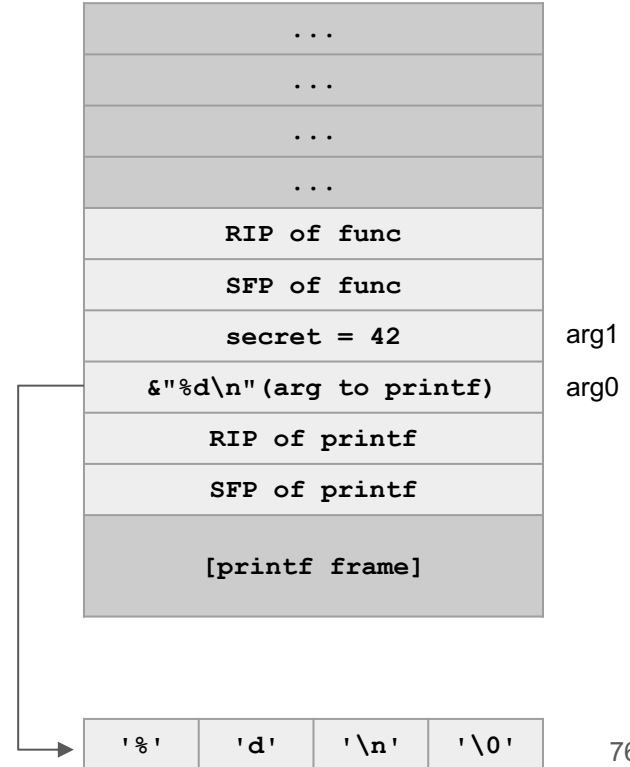 ...
...
...
...
RIP of func
SFP of func
secret = 42 arg1
&"%d\n"(arg to printf) arg0
RIP of printf
SFP of printf
[printf frame]
'%' 'd' '\n' '\0'
76